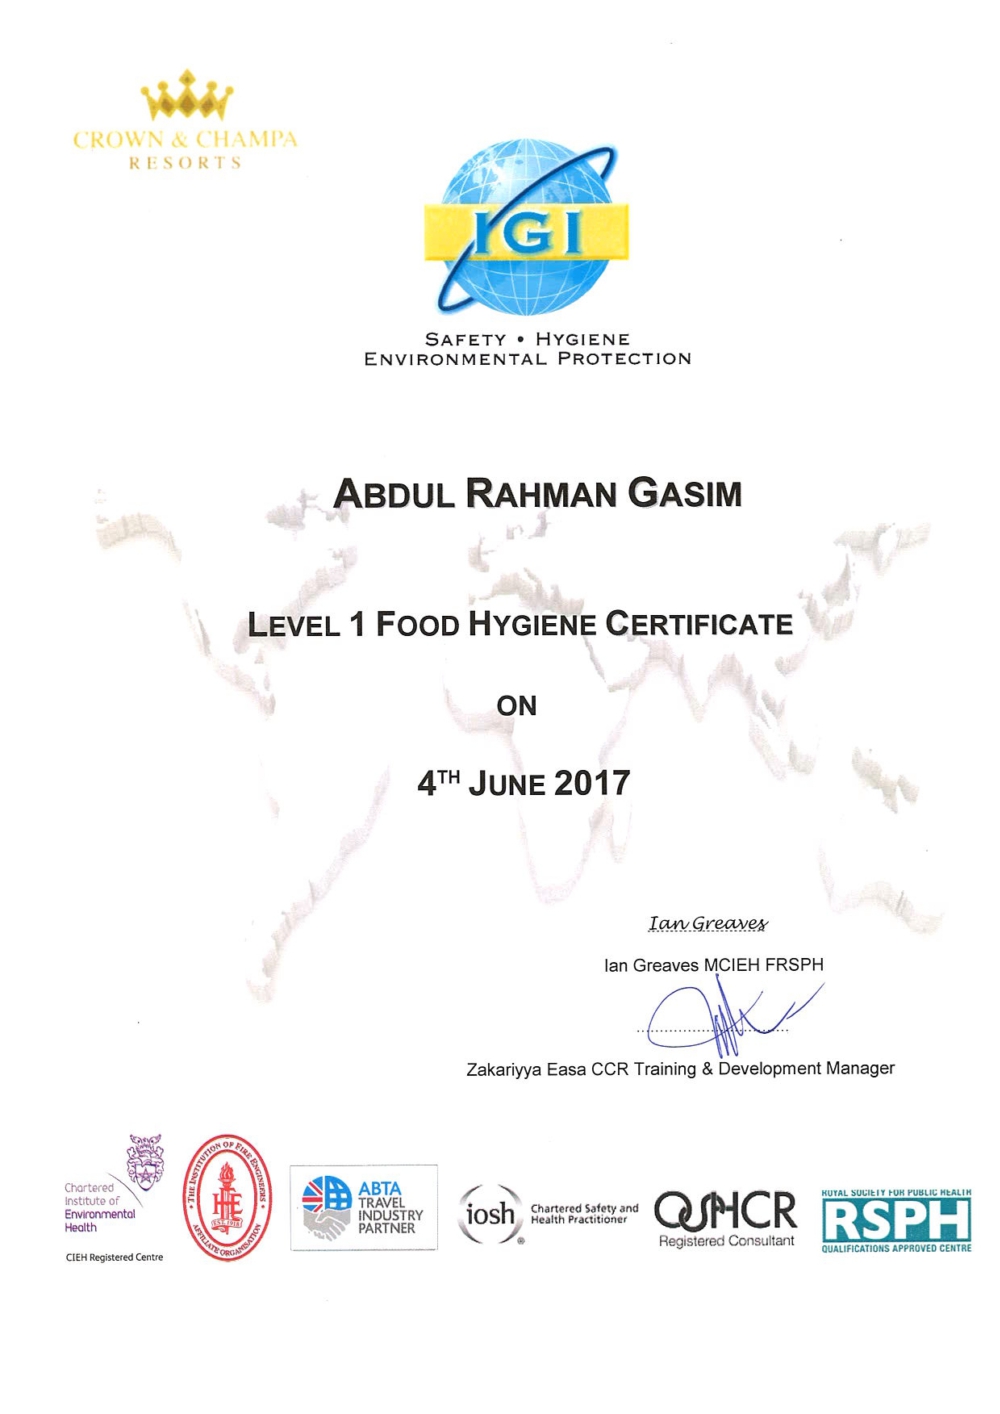 CROWN & CHAMPA
RESORTS
IGI
SAFETY • HYGIENE
ENVIRONMENTAL PROTECTION
ABDUL RAHMAN GASIM
LEVEL 1 FOOD HYGIENE CERTIFICATE
ON
4TH JUNE 2017
Ian Greaves
Ian Greaves MCIEH FRSPH
Zakariyya Easa CCR Training & Development Manager
Chartered
Institute of
Environmental
Health
CIEH Registered Centre
THE INSTITUTION OF FIRE ENGINEERS
EST. 1918
AFFILIATE ORGANISATION
ABTA
TRAVEL
INDUSTRY
PARTNER
iosh
Chartered Safety and
Health Practitioner
OSHCR
Registered Consultant
ROYAL SOCIETY FOR PUBLIC HEALTH
RSPH
QUALIFICATIONS APPROVED CENTRE